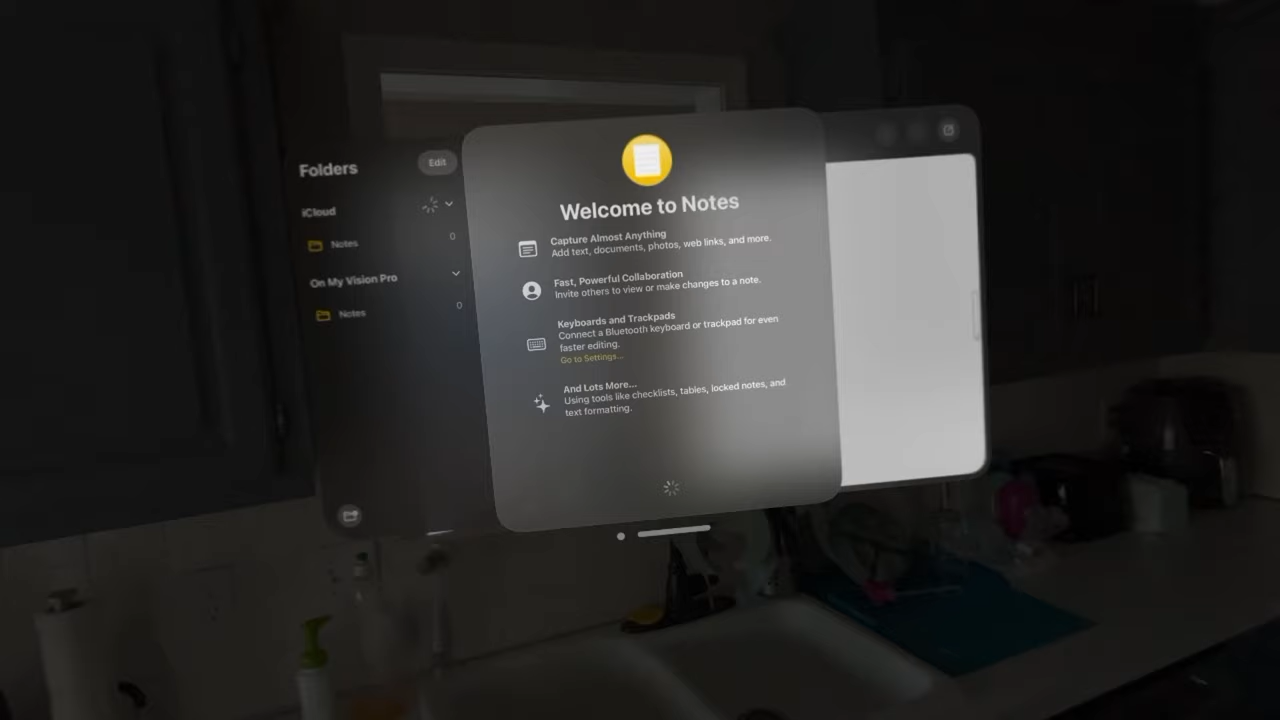 Folders
Edit
iCloud
Notes
0
On My Vision Pro
Notes
0
Welcome to Notes
Capture Almost Anything
Add text, documents, photos, web links, and more.
Fast, Powerful Collaboration
Invite others to view or make changes to a note.
Keyboards and Trackpads
Connect a Bluetooth keyboard or trackpad for even
faster editing.
Go to Settings...
And Lots More...
Using tools like checklists, tables, locked notes, and
text formatting.